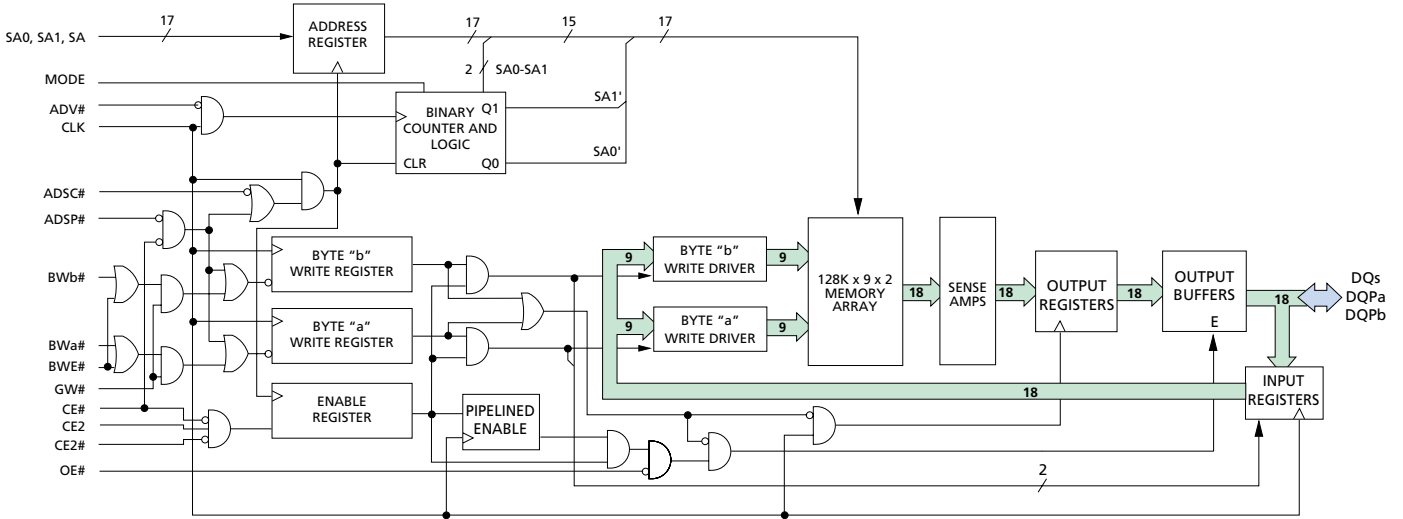 17
17
15
17
SA0, SA1, SA
ADDRESS
REGISTER
2
SA0-SA1
MODE
ADV#
CLK
BINARY
COUNTER AND
LOGIC
Q1
SA1'
CLR
Q0
SA0'
ADSC#
ADSP#
BYTE “b”
WRITE REGISTER
9
BYTE “b”
WRITE DRIVER
9
BWb#
128K x 9 x 2
MEMORY
ARRAY
18
SENSE
AMPS
18
OUTPUT
REGISTERS
18
OUTPUT
BUFFERS
E
18
DQs
DQPa
DQPb
BYTE “a”
WRITE REGISTER
9
BYTE “a”
WRITE DRIVER
9
BWa#
BWE#
GW#
CE#
CE2
CE2#
OE#
ENABLE
REGISTER
PIPELINED
ENABLE
18
INPUT
REGISTERS
2